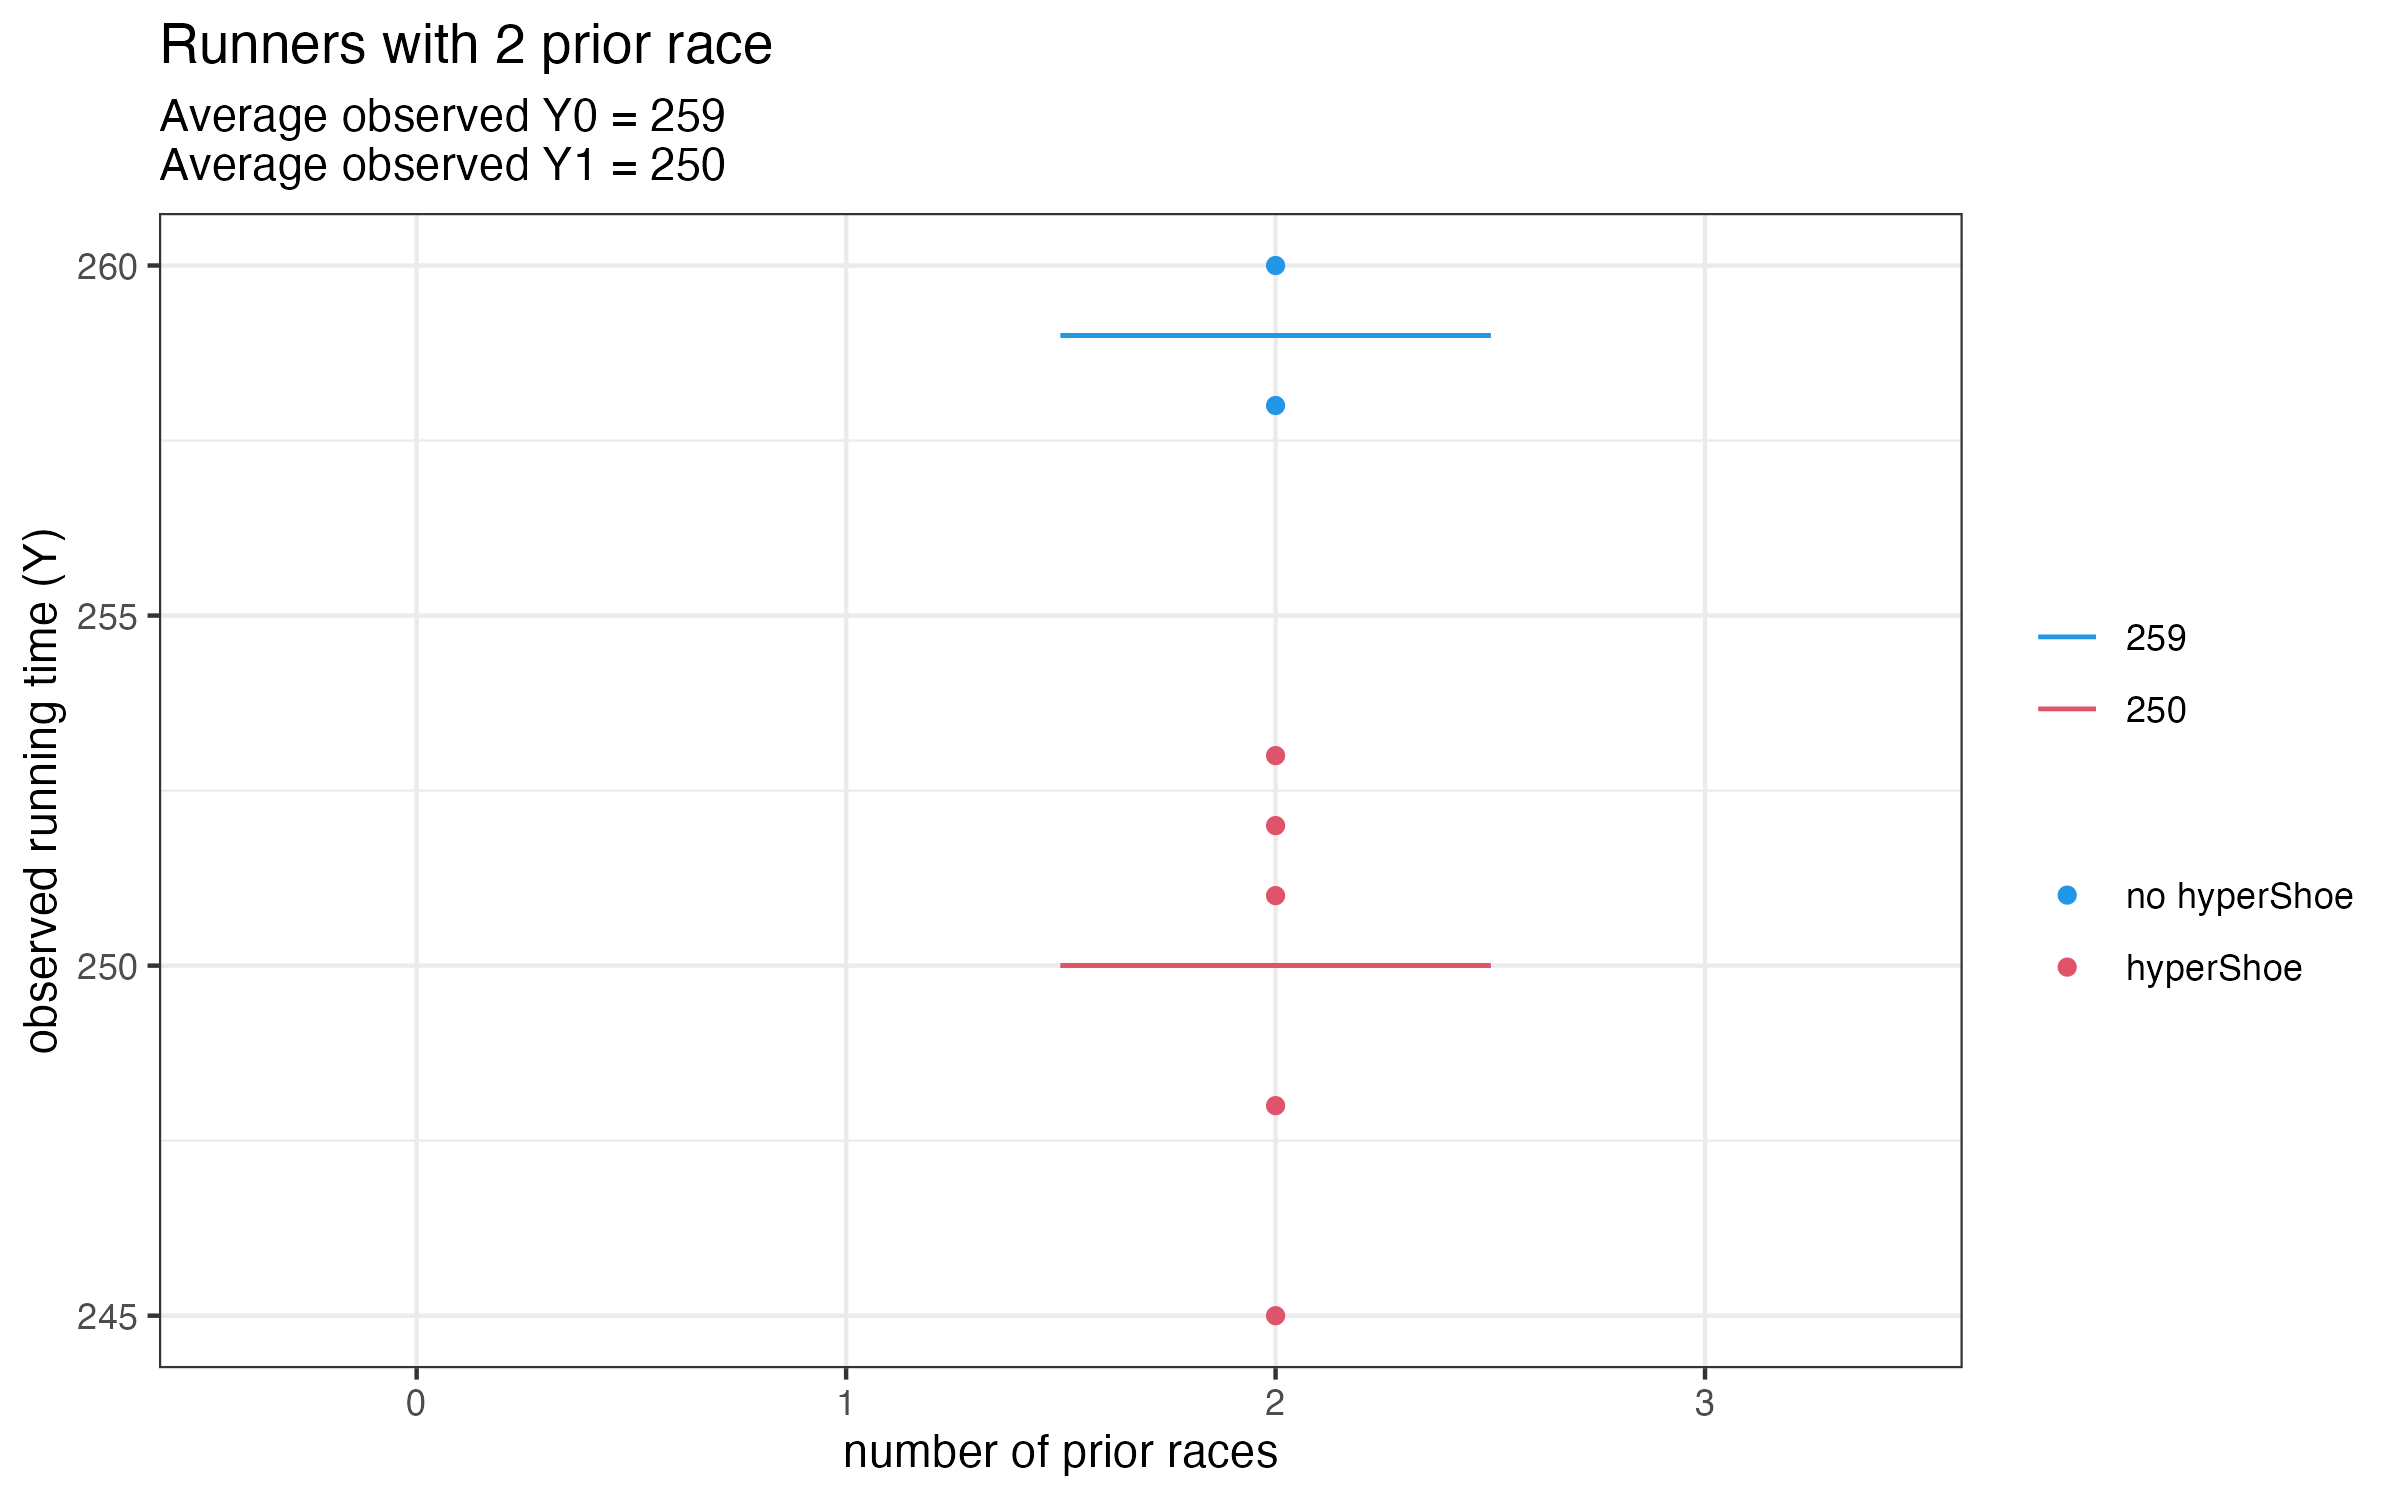 Runners with 2 prior race
Average observed Y0 = 259
Average observed Y1 = 250
observed running time (Y)
260
255
250
245
0
1
2
3
number of prior races
259
250
no hyperShoe
hyperShoe